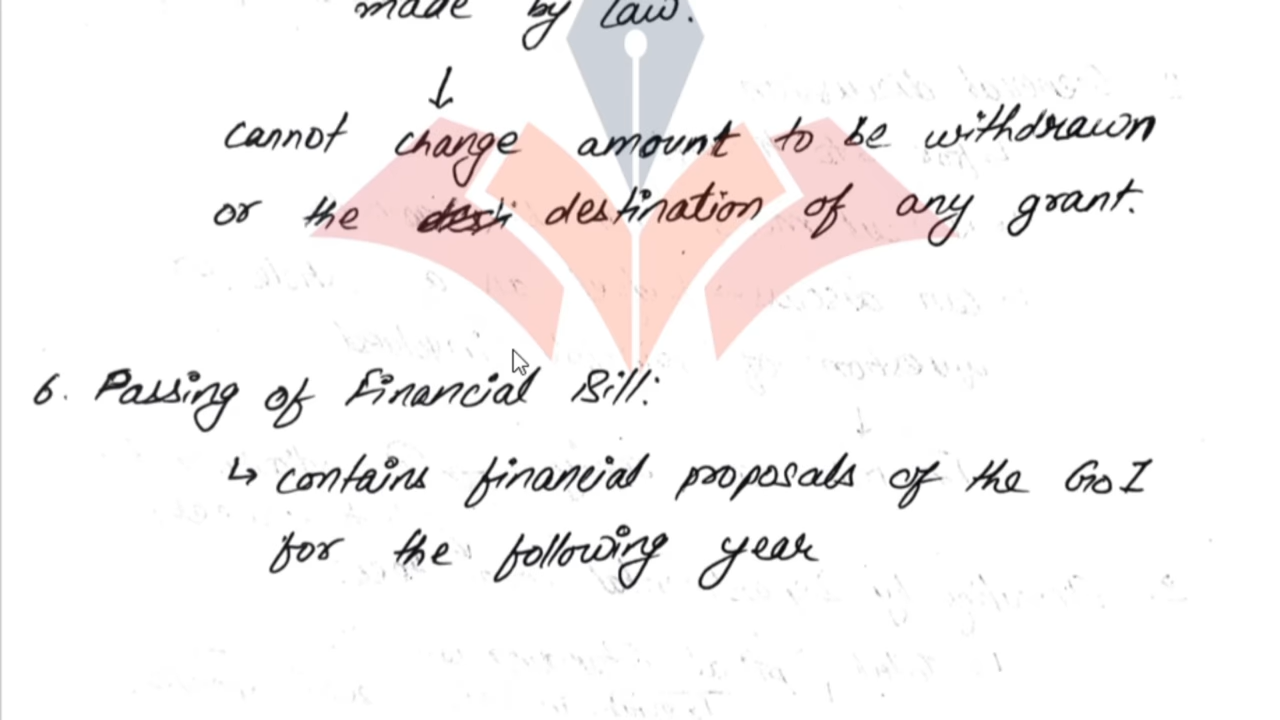 made by law.
↓
cannot change amount to be withdrawn
or the destination of any grant.
6. Passing of Financial Bill:
↳ contains financial proposals of the GoI
for the following year